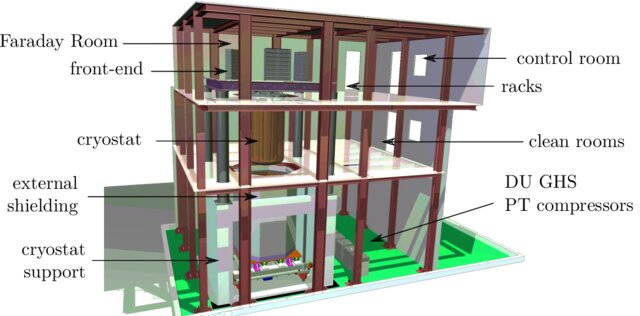 Faraday Room
front-end
cryostat
external
shielding
cryostat
support
control room
racks
clean rooms
DU GHS
PT compressors